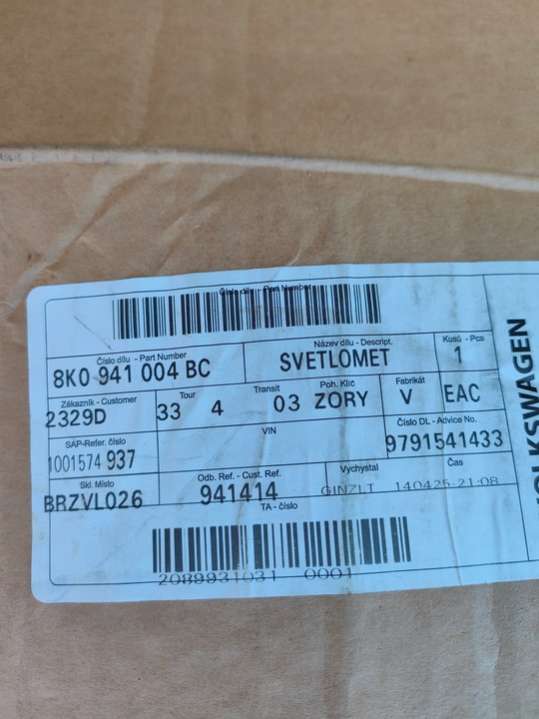 Číslo dílu - Part Number
8K0 941 004 BC
Název dílu - Descript.
SVETLOMET
Kusů - Pcs
1
Zákazník - Customer
2329D
Tour
33 4
Transit
03
Poh. Klíc
ZORY
Fabrikát
V
EAC
SAP-Refer. číslo
1001574 937
VIN
Číslo DL - Advice No.
9791541433
Skl. Místo
BRZVL026
Odb. Ref. - Cust. Ref.
941414
Vychystal
GINZLT
Čas
140425 21:08
TA - číslo
2089931031 0001
VOLKSWAGEN